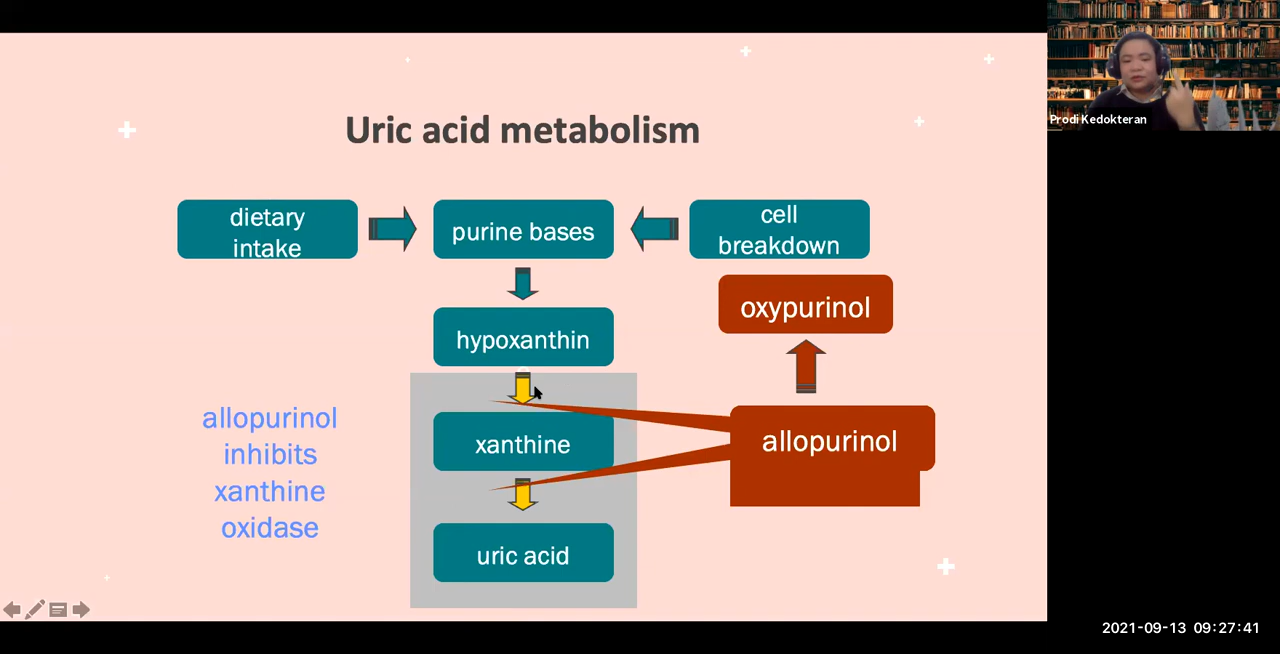 Uric acid metabolism
dietary
intake
purine bases
cell
breakdown
oxypurinol
hypoxanthin
allopurinol
inhibits
xanthine
oxidase
xanthine
allopurinol
uric acid
Prodi Kedokteran
2021-09-13 09:27:41